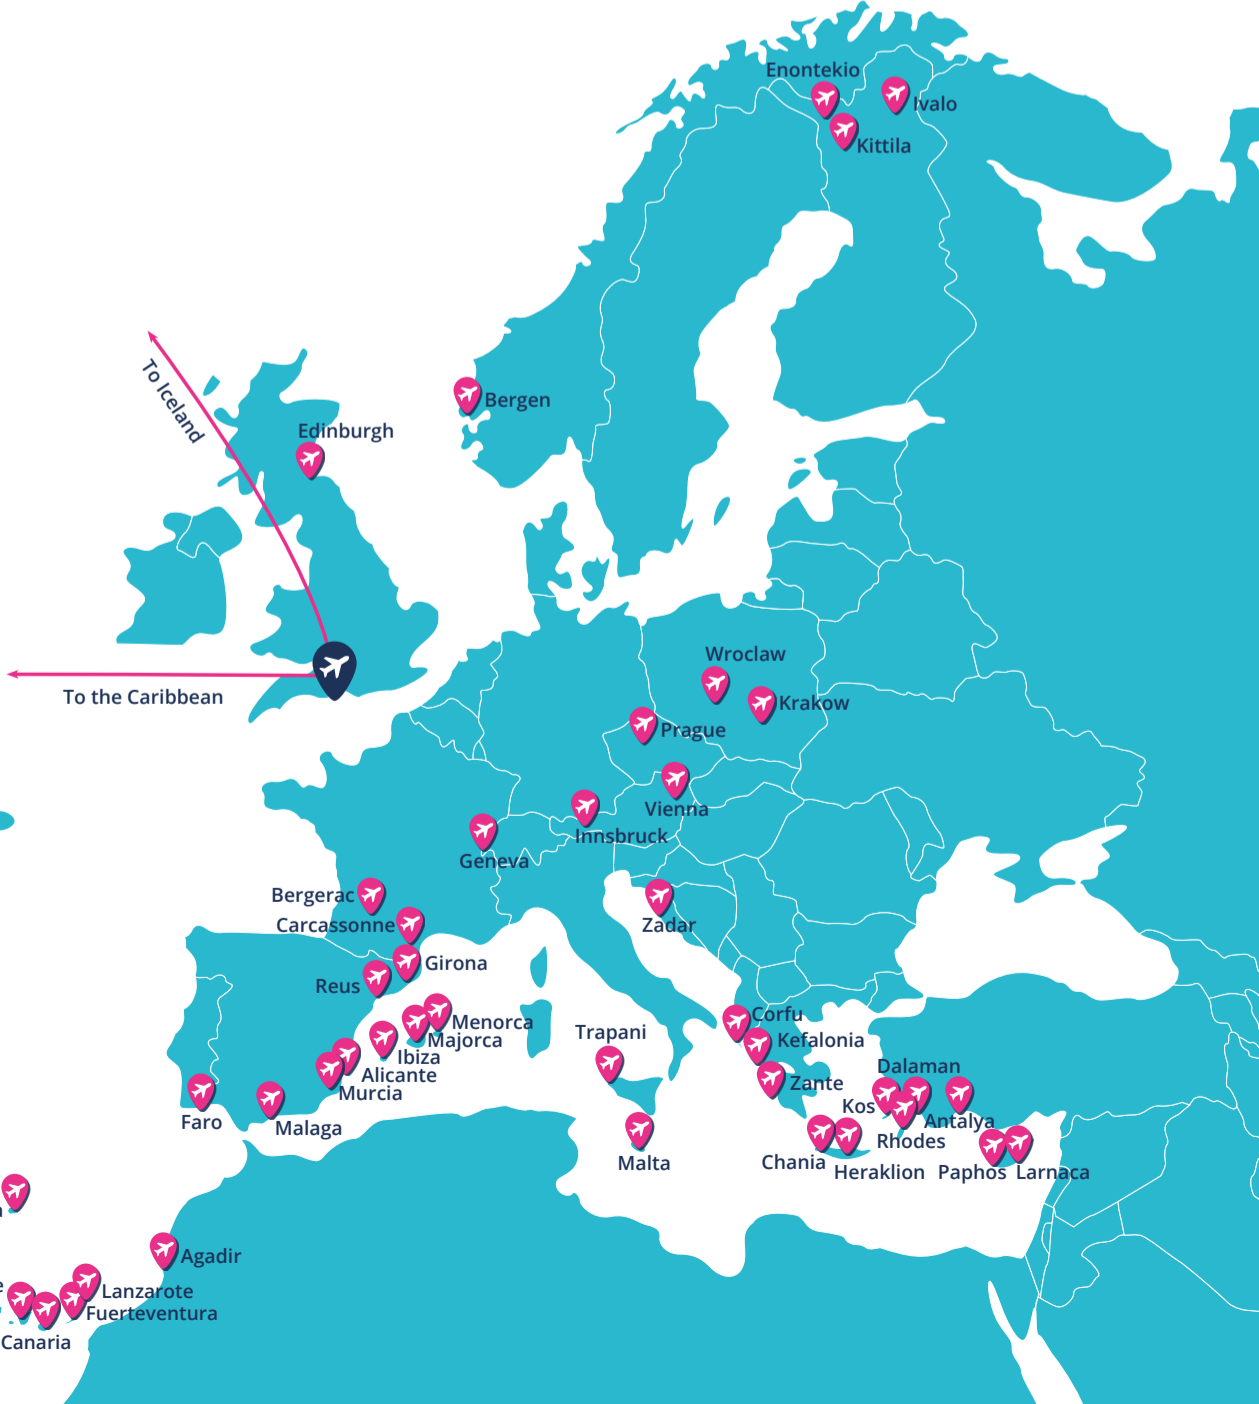 Enontekio
Ivalo
Kittila
To Iceland
Bergen
Edinburgh
Wroclaw
To the Caribbean
Krakow
Prague
Vienna
Innsbruck
Geneva
Bergerac
Carcassonne
Zadar
Girona
Reus
Menorca
Corfu
Trapani
Majorca
Kefalonia
Ibiza
Dalaman
Alicante
Zante
Murcia
Kos
Faro
Antalya
Malaga
Rhodes
Malta
Chania
Heraklion
Paphos
Larnaca
Agadir
Lanzarote
Fuerteventura
Canaria